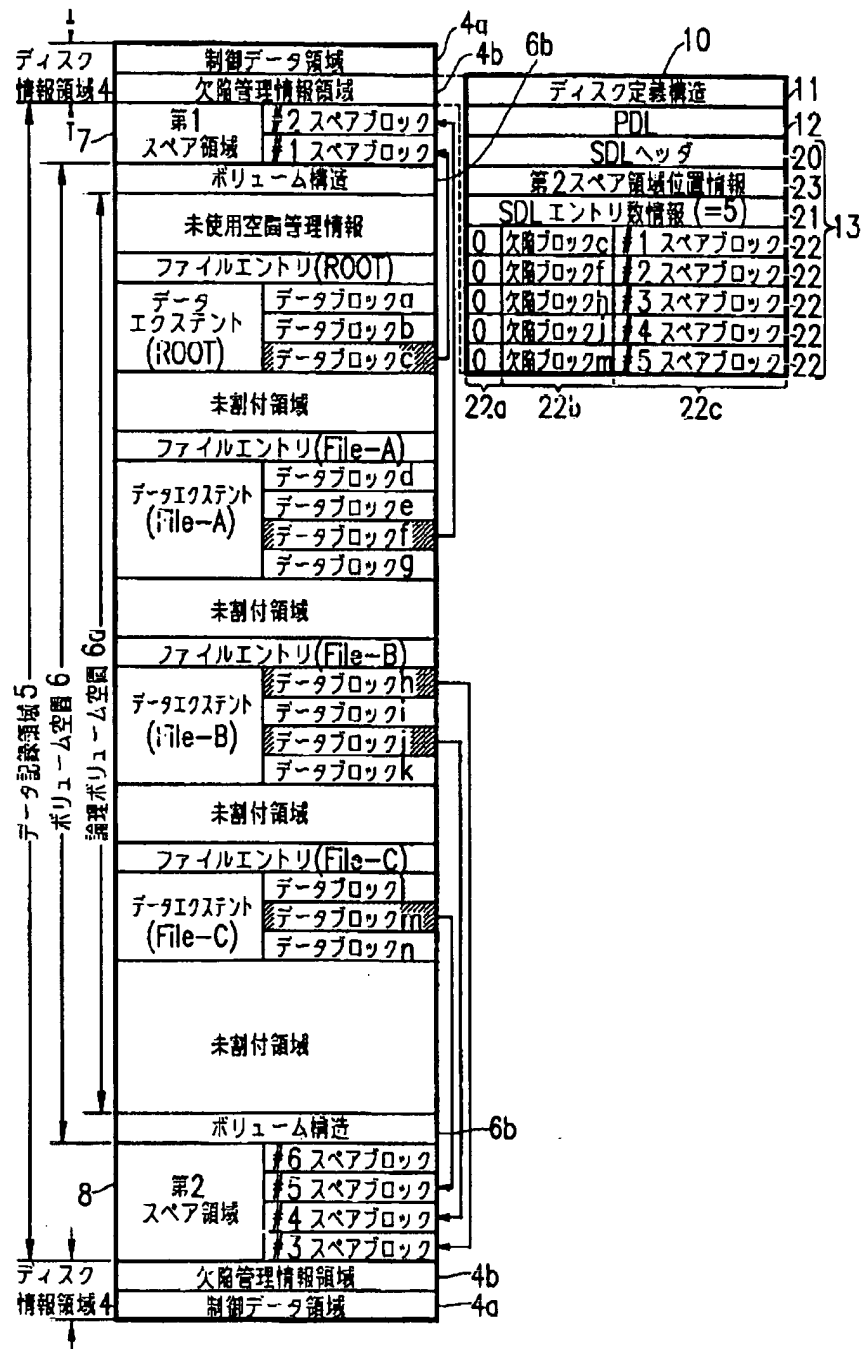 ディスク
情報領域4
制御データ領域
4a
欠陥管理情報領域
4b
6b
7
第1
スペア領域
#2 スペアブロック
#1 スペアブロック
ボリューム構造
未使用空間管理情報
ファイルエントリ(ROOT)
データ
エクステント
(ROOT)
データブロックa
データブロックb
データブロックc
未割付領域
ファイルエントリ(File-A)
データエクステント
(File-A)
データブロックd
データブロックe
データブロックf
データブロックg
未割付領域
ファイルエントリ(File-B)
データエクステント
(File-B)
データブロックh
データブロックi
データブロックj
データブロックk
未割付領域
ファイルエントリ(File-C)
データエクステント
(File-C)
データブロックl
データブロックm
データブロックn
未割付領域
ボリューム構造
6b
8
第2
スペア領域
#6 スペアブロック
#5 スペアブロック
#4 スペアブロック
#3 スペアブロック
ディスク
情報領域4
欠陥管理情報領域
4b
制御データ領域
4a
データ記録領域 5
ボリューム空間 6
論理ボリューム空間 6a
10
ディスク定義構造
11
PDL
12
SDLヘッダ
20
第2スペア領域位置情報
23
SDLエントリ数情報(=5)
21
13
0 欠陥ブロックc #1 スペアブロック 22
0 欠陥ブロックf #2 スペアブロック 22
0 欠陥ブロックh #3 スペアブロック 22
0 欠陥ブロックj #4 スペアブロック 22
0 欠陥ブロックm #5 スペアブロック 22
22a 22b 22c